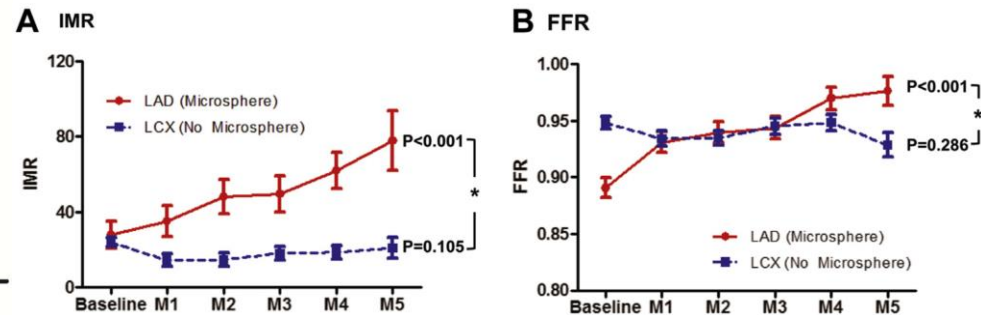 A IMR
120
80
40
0
IMR
LAD (Microsphere)
LCX (No Microsphere)
P<0.001
*
P=0.105
Baseline M1 M2 M3 M4 M5
B FFR
1.00
0.95
0.90
0.85
0.80
FFR
P<0.001
*
P=0.286
LAD (Microsphere)
LCX (No Microsphere)
Baseline M1 M2 M3 M4 M5